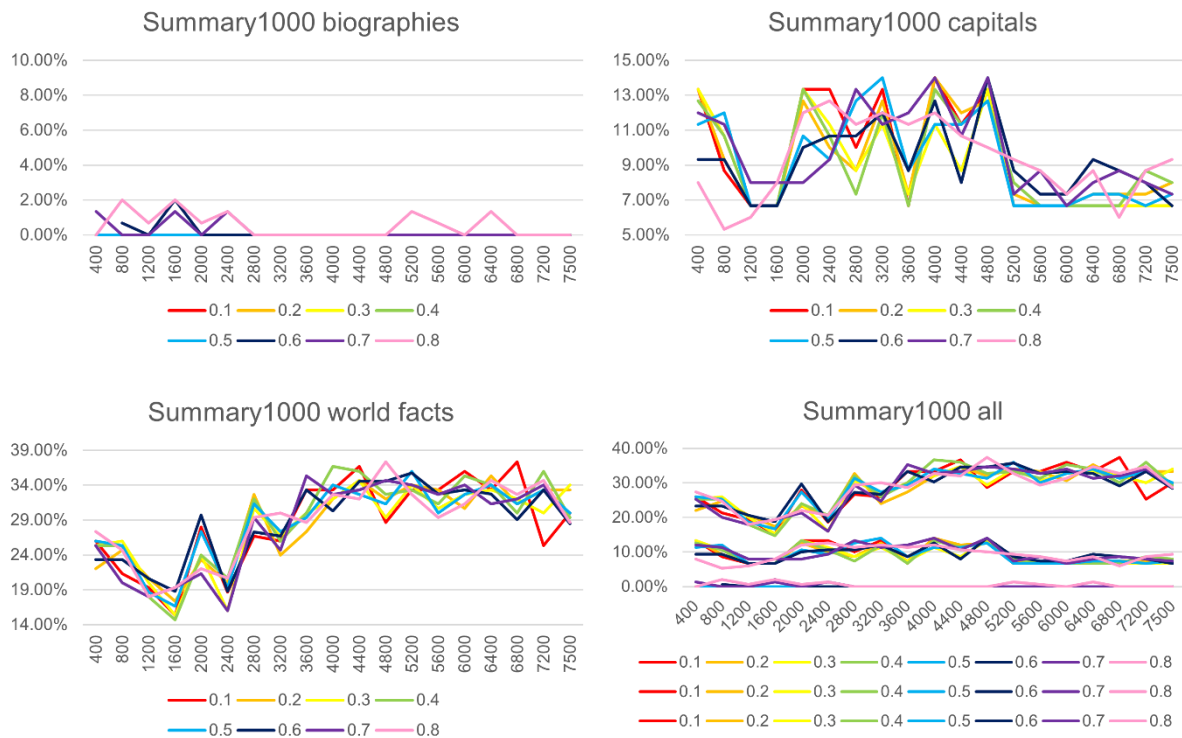 Summary1000 biographies
10.00%
8.00%
6.00%
4.00%
2.00%
0.00%
400 800 1200 1600 2000 2400 2800 3200 3600 4000 4400 4800 5200 5600 6000 6400 6800 7200 7500
0.1 0.2 0.3 0.4
0.5 0.6 0.7 0.8
Summary1000 capitals
15.00%
13.00%
11.00%
9.00%
7.00%
5.00%
400 800 1200 1600 2000 2400 2800 3200 3600 4000 4400 4800 5200 5600 6000 6400 6800 7200 7500
0.1 0.2 0.3 0.4
0.5 0.6 0.7 0.8
Summary1000 world facts
39.00%
34.00%
29.00%
24.00%
19.00%
14.00%
400 800 1200 1600 2000 2400 2800 3200 3600 4000 4400 4800 5200 5600 6000 6400 6800 7200 7500
0.1 0.2 0.3 0.4
0.5 0.6 0.7 0.8
Summary1000 all
40.00%
30.00%
20.00%
10.00%
0.00%
400 800 1200 1600 2000 2400 2800 3200 3600 4000 4400 4800 5200 5600 6000 6400 6800 7200 7500
0.1 0.2 0.3 0.4 0.5 0.6 0.7 0.8
0.1 0.2 0.3 0.4 0.5 0.6 0.7 0.8
0.1 0.2 0.3 0.4 0.5 0.6 0.7 0.8